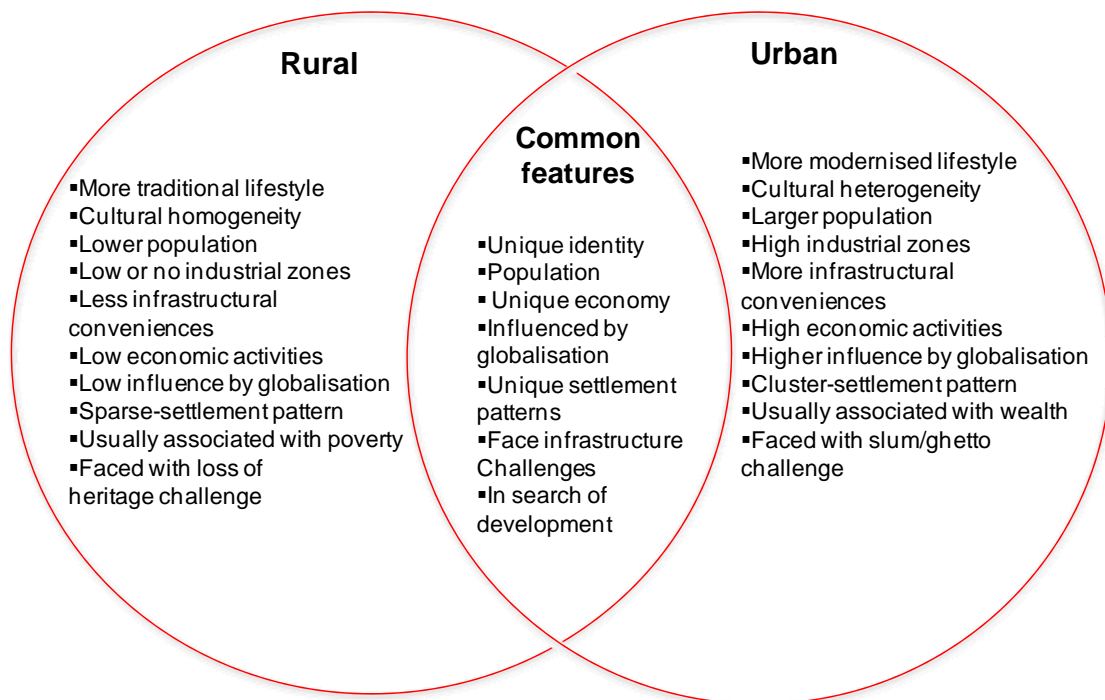 Rural
▪More traditional lifestyle
▪Cultural homogeneity
▪Lower population
▪Low or no industrial zones
▪Less infrastructural
conveniences
▪Low economic activities
▪Low influence by globalisation
▪Sparse-settlement pattern
▪Usually associated with poverty
▪Faced with loss of
heritage challenge
Common
features
▪Unique identity
▪Population
▪ Unique economy
▪Influenced by
globalisation
▪Unique settlement
patterns
▪Face infrastructure
Challenges
▪In search of
development
Urban
▪More modernised lifestyle
▪Cultural heterogeneity
▪Larger population
▪High industrial zones
▪More infrastructural
conveniences
▪High economic activities
▪Higher influence by globalisation
▪Cluster-settlement pattern
▪Usually associated with wealth
▪Faced with slum/ghetto
challenge